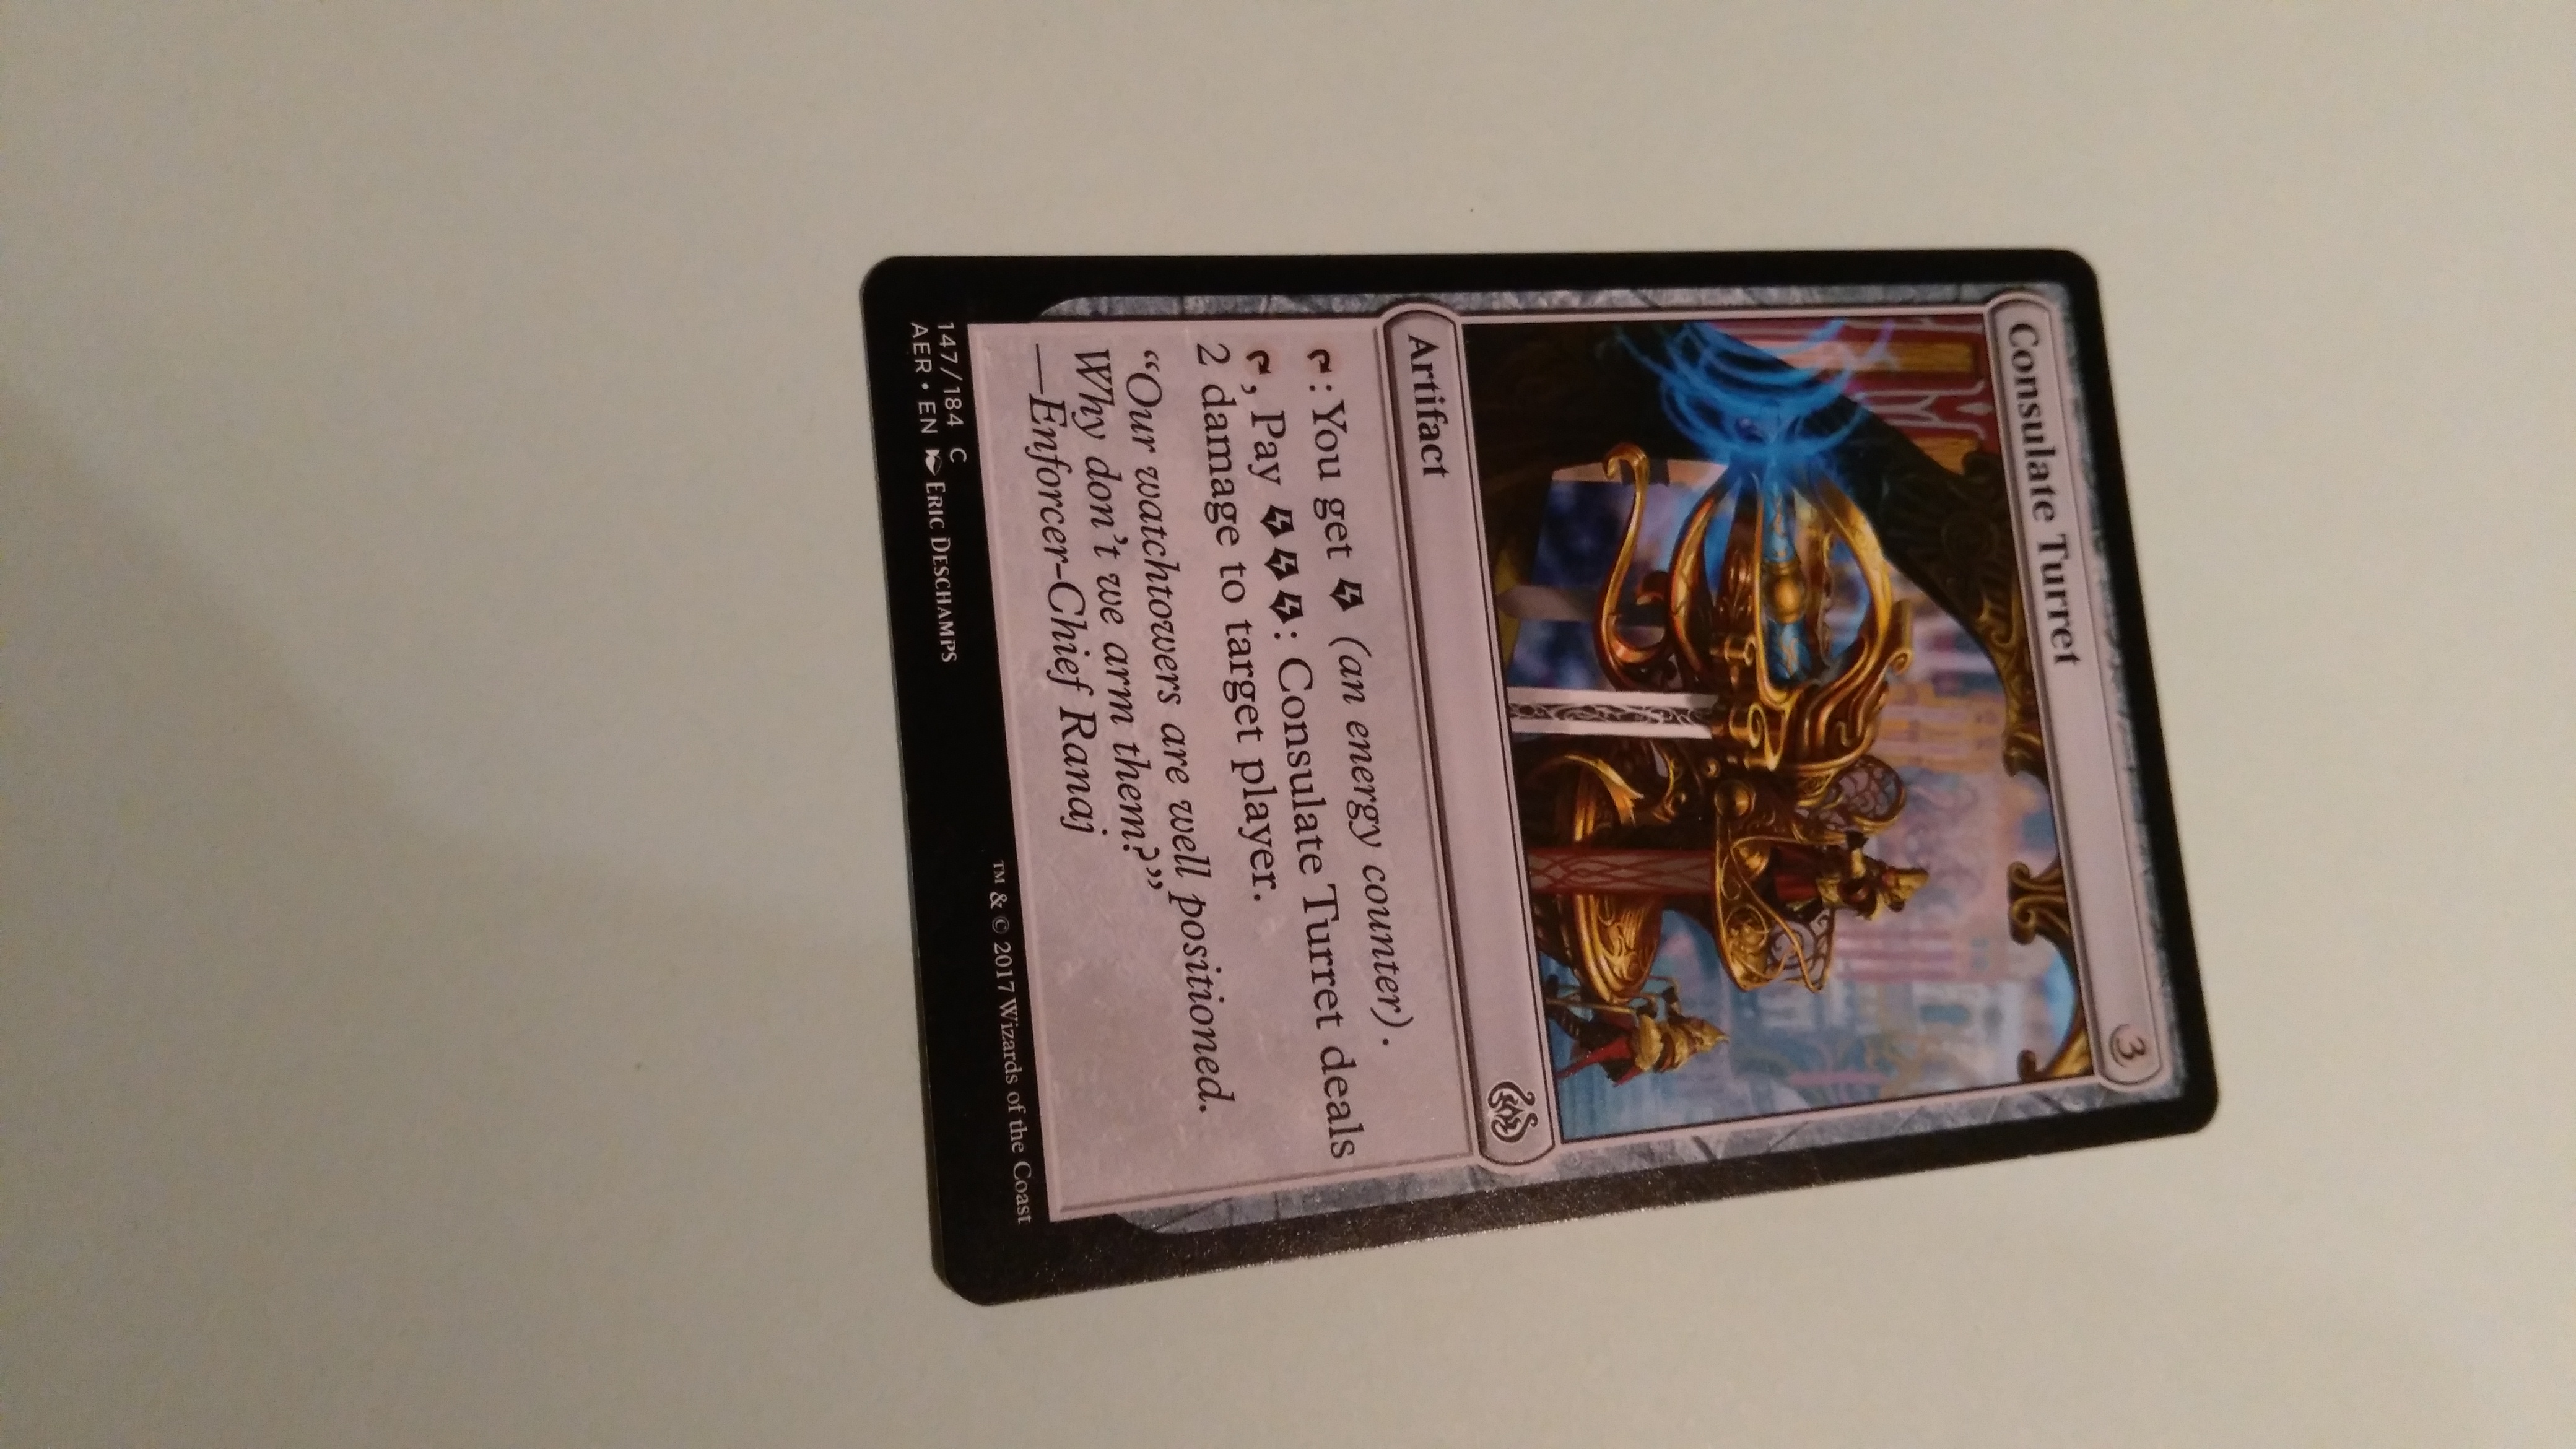 Consulate Turret 3
Artifact
: You get (an energy counter).
, Pay : Consulate Turret deals
2 damage to target player.
“Our watchtowers are well positioned.
Why don’t we arm them?”
—Enforcer-Chief Ranaj
147/184 C
AER • EN Eric Deschamps
™ & © 2017 Wizards of the Coast